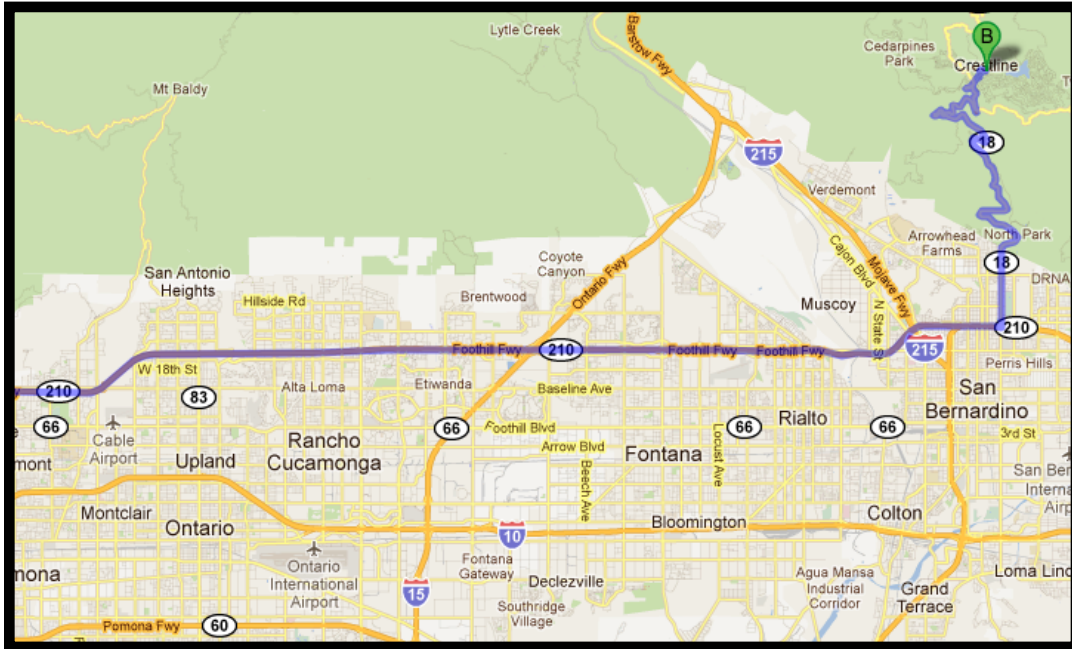 Lytle Creek
Barstow Fwy
B
Cedarpines
Park
Crestline
Mt Baldy
18
215
Verdemont
Arrowhead
Farms
North Park
Cajon Blvd
Coyote
Canyon
Ontario Fwy
Mojave Fwy
18
San Antonio
Heights
DRNA
Hillside Rd
Brentwood
Muscoy
N State St
210
Foothill Fwy
210
Foothill Fwy
Foothill Fwy
215
W 18th St
Perris Hills
210
Alta Loma
Etiwanda
Baseline Ave
San
Bernardino
83
66
Cable
Airport
66
Foothill Blvd
66
Rialto
66
3rd St
Rancho
Cucamonga
Arrow Blvd
Locust Ave
mont
Upland
Fontana
Beech Ave
San Ber
Interna
Airp
Montclair
Ontario
10
Bloomington
Colton
mona
Ontario
International
Airport
Fontana
Gateway
Declezville
Agua Mansa
Industrial
Corridor
Loma Lind
15
Grand
Terrace
Southridge
Village
Pomona Fwy
60